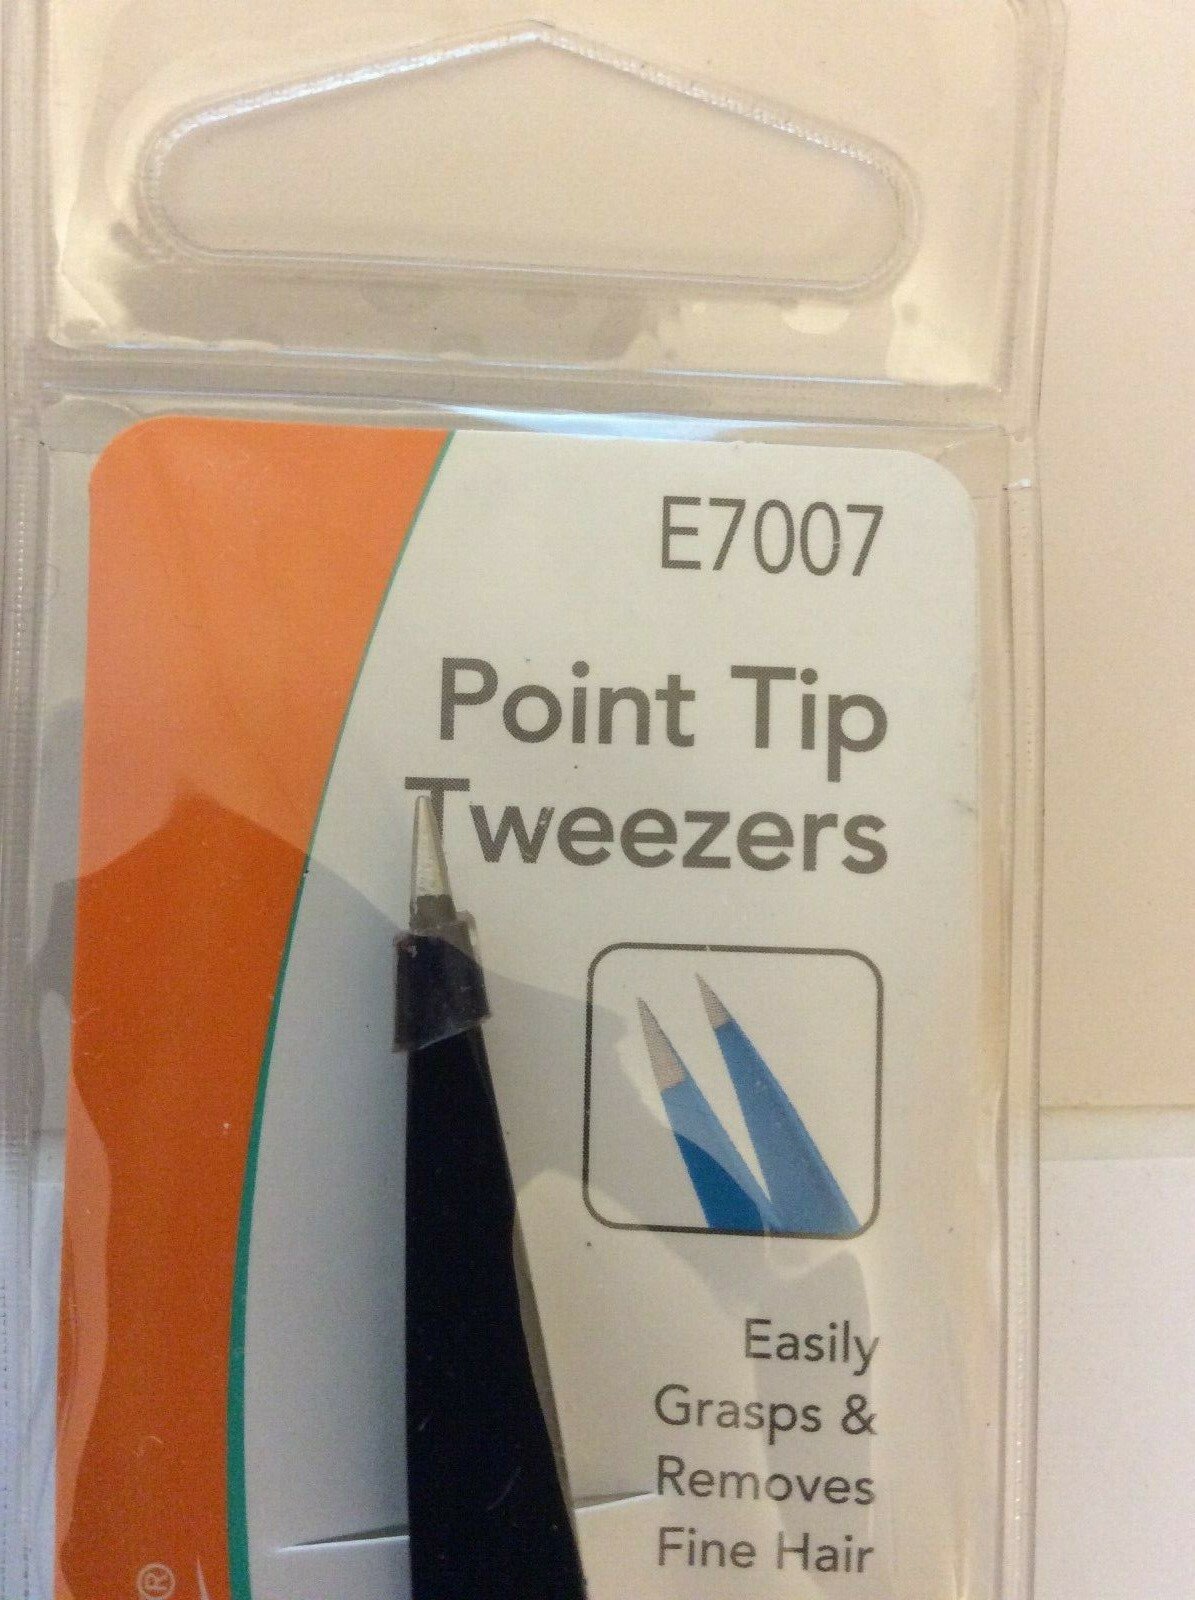 E7007
Point Tip
Tweezers
Easily
Grasps &
Removes
Fine Hair
®